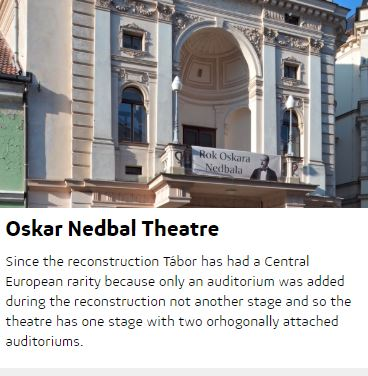 Rok Oskara
Nedbala
Oskar Nedbal Theatre
Since the reconstruction Tábor has had a Central
European rarity because only an auditorium was added
during the reconstruction not another stage and so the
theatre has one stage with two orhogonally attached
auditoriums.